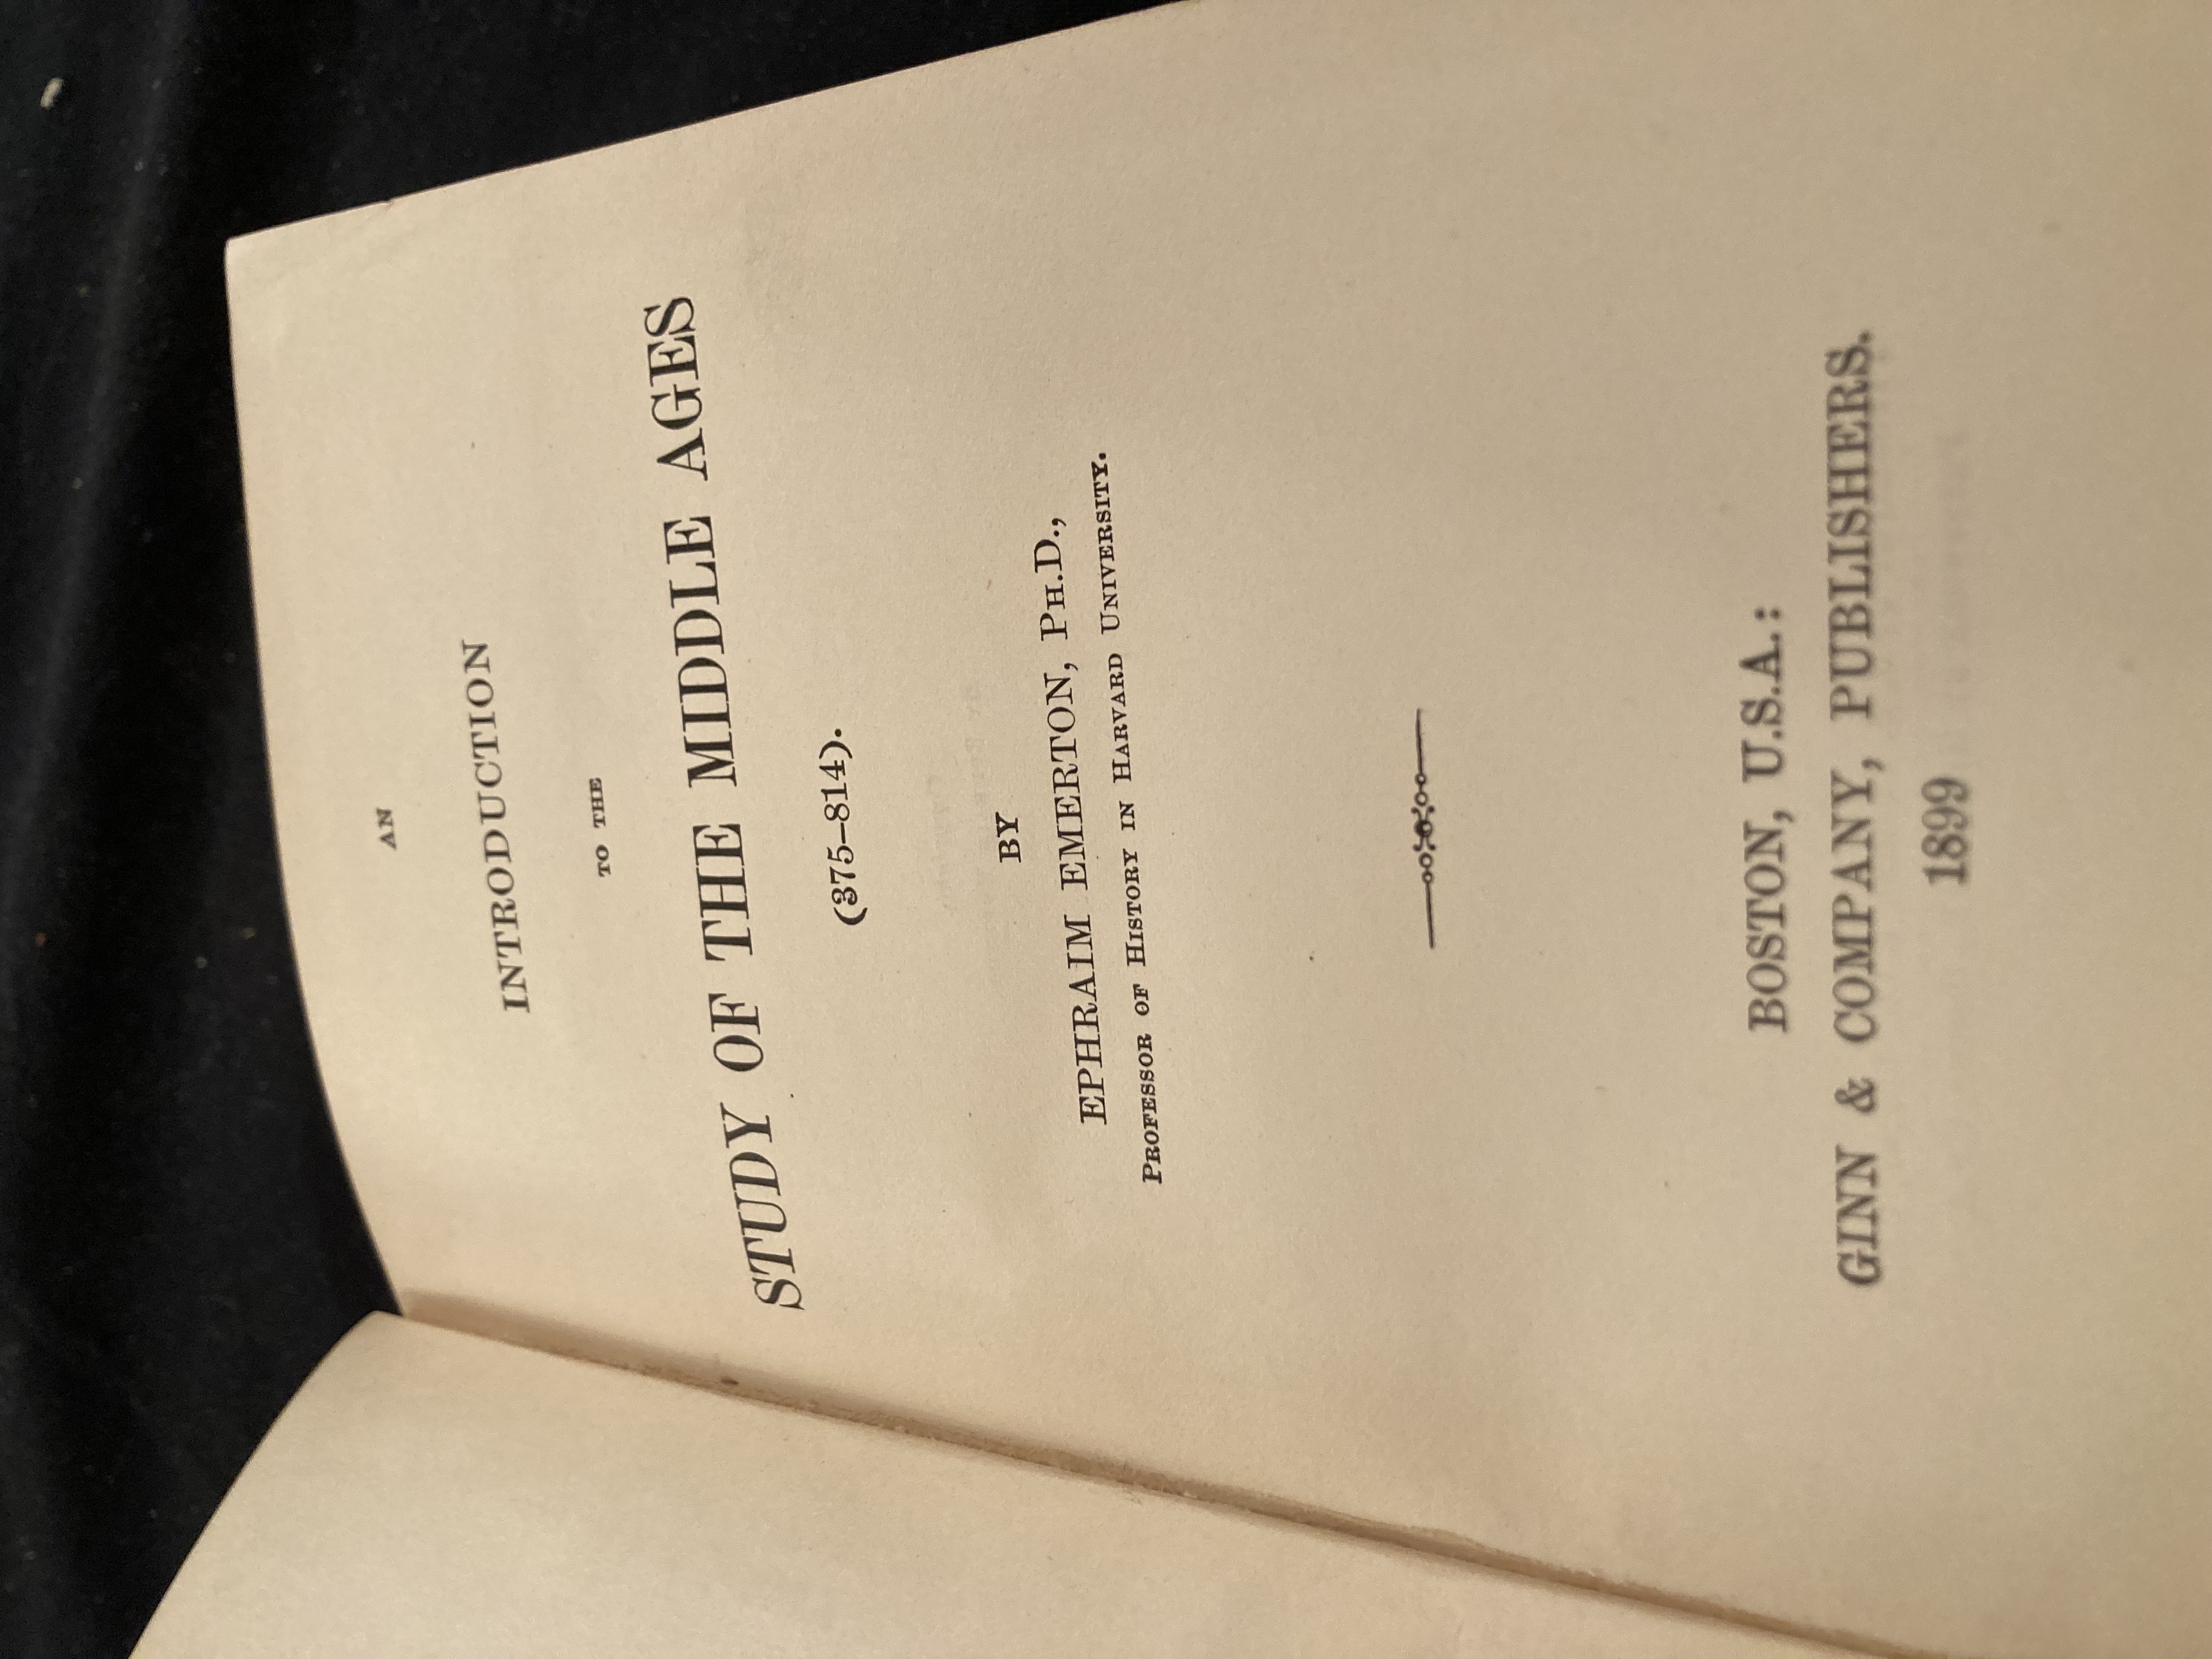 AN
INTRODUCTION
TO THE
STUDY OF THE MIDDLE AGES
(375–814).
BY
EPHRAIM EMERTON, PH.D.,
PROFESSOR OF HISTORY IN HARVARD UNIVERSITY.
BOSTON, U.S.A.:
GINN & COMPANY, PUBLISHERS.
1899